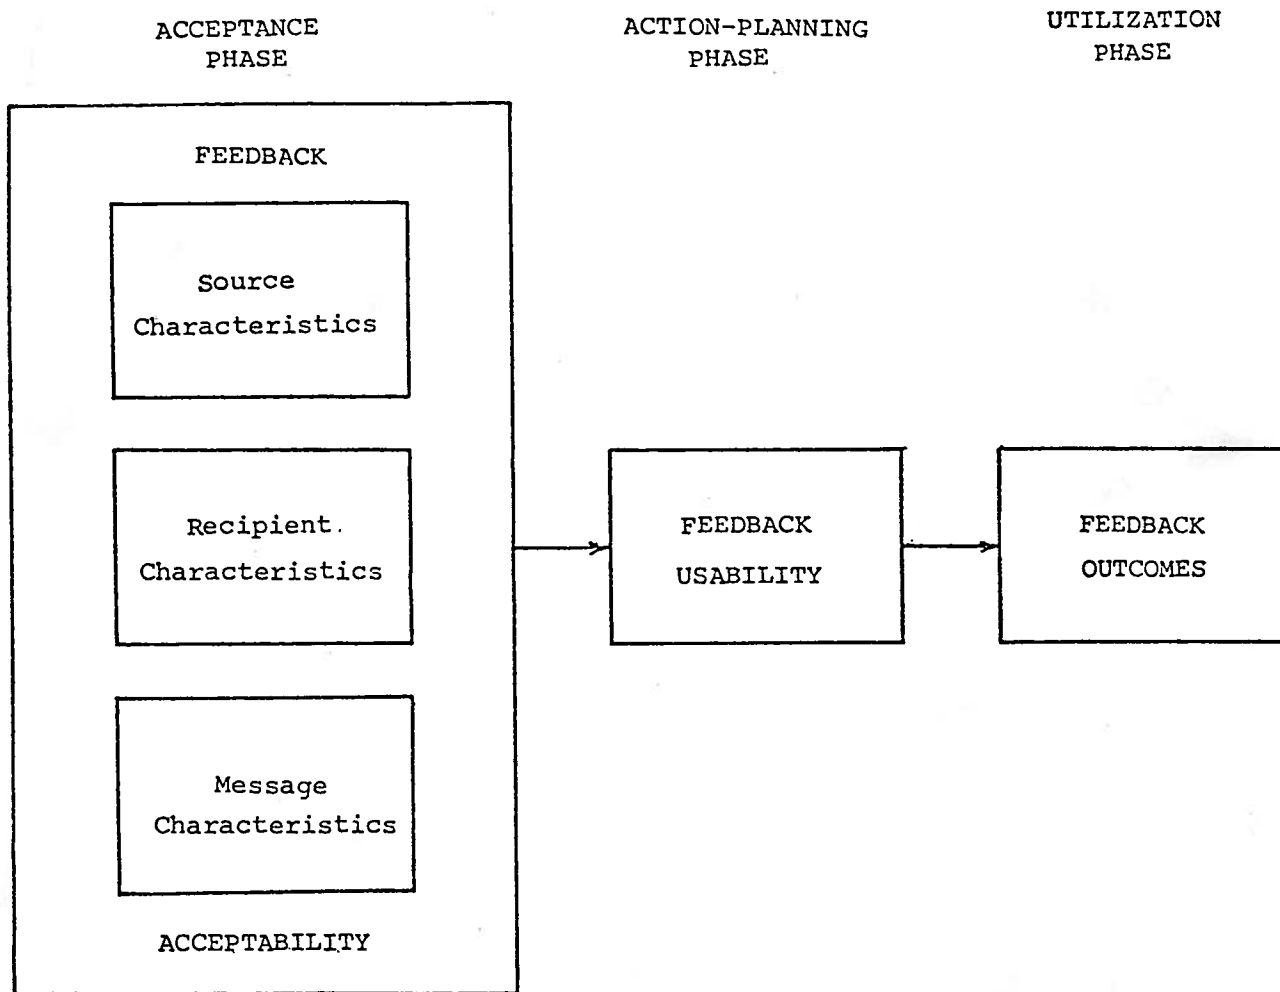 ACCEPTANCE
PHASE
ACTION-PLANNING
PHASE
UTILIZATION
PHASE
FEEDBACK
Source
Characteristics
Recipient.
Characteristics
Message
Characteristics
ACCEPTABILITY
FEEDBACK
USABILITY
FEEDBACK
OUTCOMES